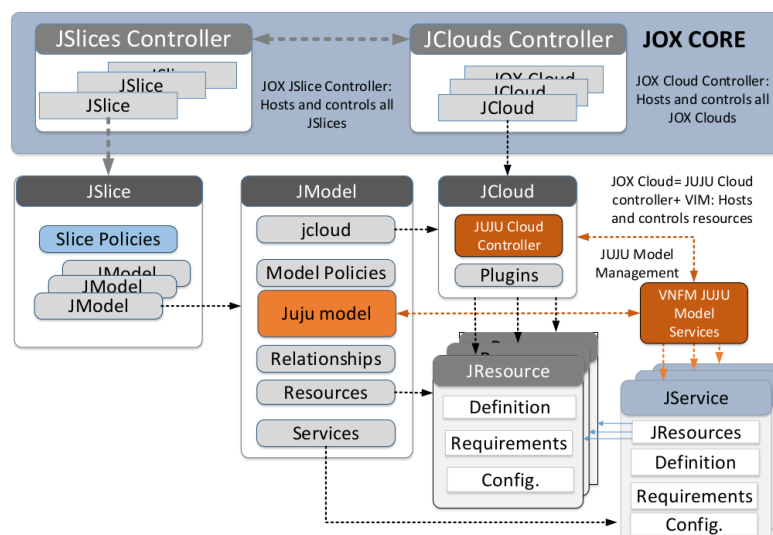 JSlices Controller
JSlice
JSlice
JOX JSlice Controller:
Hosts and controls all
JSlices
JClouds Controller
JOX Cloud
JCloud
JCloud
JOX CORE
JOX Cloud Controller:
Hosts and controls all
JOX Clouds
JSlice
Slice Policies
JModel
JModel
JModel
JModel
jcloud
Model Policies
Juju model
Relationships
Resources
Services
JCloud
JUJU Cloud
Controller
Plugins
JOX Cloud= JUJU Cloud
controller+ VIM: Hosts
and controls resources
JUJU Model
Management
VNFM JUJU
Model
Services
JResource
Definition
Requirements
Config.
JService
JResources
Definition
Requirements
Config.